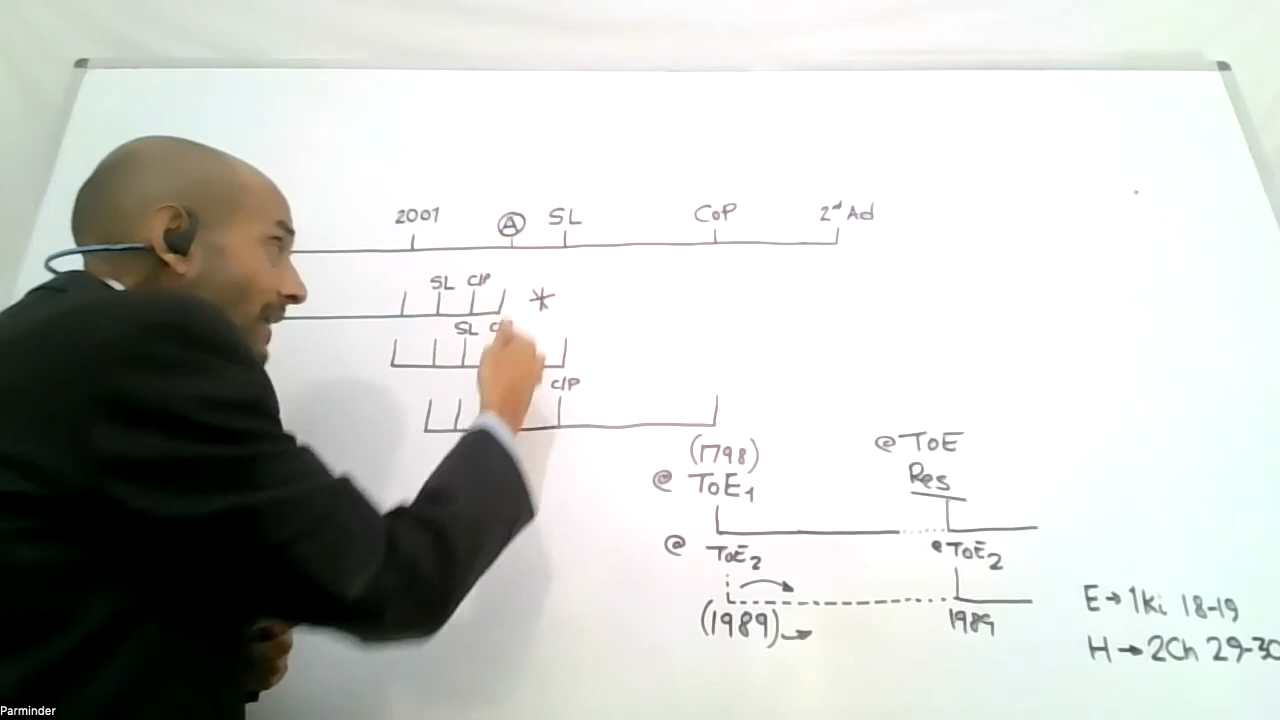 2001 Ⓐ SL CoP 2nd Ad
SL C/P
*
SL
C/P
(1798)
@ ToE
@ ToE1
Res
@ ToE2
@ ToE2
(1989)
1989
E→1Ki 18-19
H→2Ch 29-30
Parminder